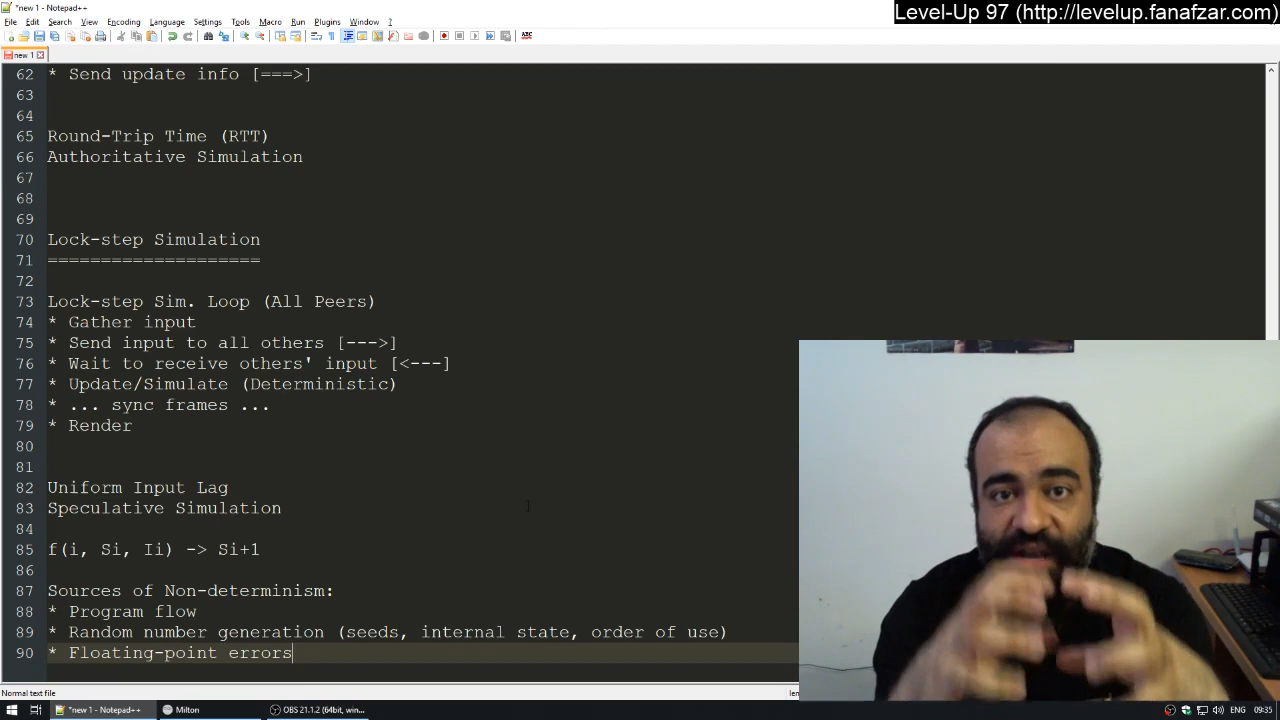 *new 1 - Notepad++
Level-Up 97 (http://levelup.fanafzar.com)
File Edit Search View Encoding Language Settings Tools Macro Run Plugins Window ?
ABC
new 1
62 * Send update info [===>]
63
64
65 Round-Trip Time (RTT)
66 Authoritative Simulation
67
68
69
70 Lock-step Simulation
71 ====================
72
73 Lock-step Sim. Loop (All Peers)
74 * Gather input
75 * Send input to all others [--->]
76 * Wait to receive others' input [<---]
77 * Update/Simulate (Deterministic)
78 * ... sync frames ...
79 * Render
80
81
82 Uniform Input Lag
83 Speculative Simulation
84
85 f(i, Si, Ii) -> Si+1
86
87 Sources of Non-determinism:
88 * Program flow
89 * Random number generation (seeds, internal state, order of use)
90 * Floating-point errors
Normal text file
len
*new 1 - Notepad++
Milton
OBS 21.1.2 (64bit, win...
ENG
09:35